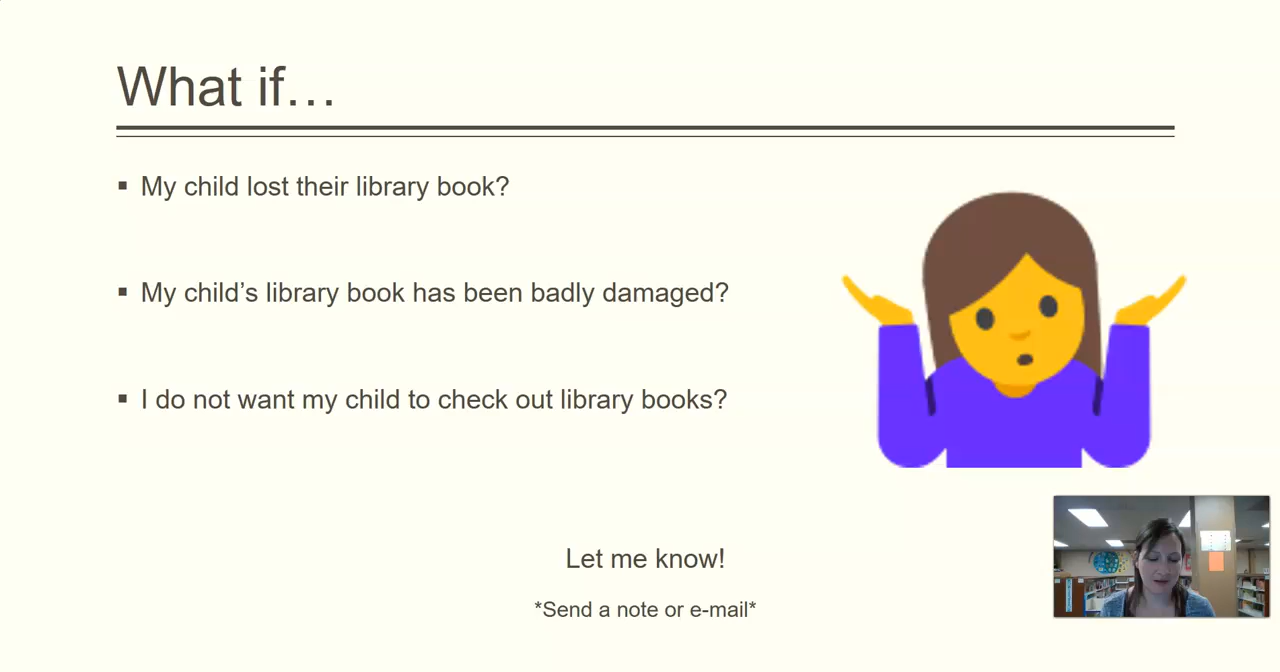 What if…
My child lost their library book?
My child’s library book has been badly damaged?
I do not want my child to check out library books?
Let me know!
*Send a note or e-mail*